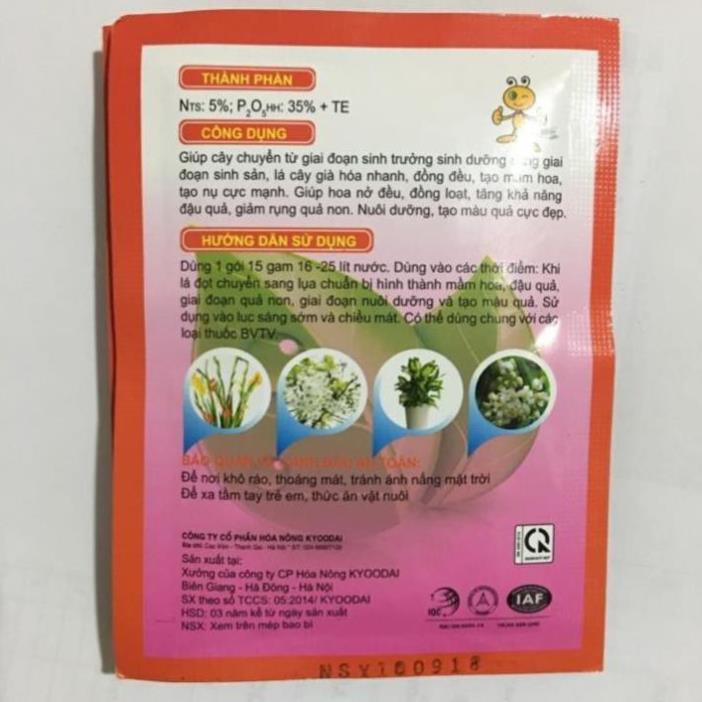 THÀNH PHẦN
NTS: 5%; P2O5HH: 35% + TE
CÔNG DỤNG
Giúp cây chuyển từ giai đoạn sinh trưởng sinh dưỡng giai
đoạn sinh sản, lá cây già hóa nhanh, đồng đều, tạo mầm hoa,
tạo nụ cực mạnh. Giúp hoa nở đều, đồng loạt, tăng khả năng
đậu quả, giảm rụng quả non. Nuôi dưỡng, tạo màu quả cực đẹp.
HƯỚNG DẪN SỬ DỤNG
Dùng 1 gói 15 gam 16 -25 lít nước. Dùng vào các thời điểm: Khi
lá đọt chuyển sang lụa chuẩn bị hình thành mầm hoa, đậu quả,
giai đoạn quả non, giai đoạn nuôi dưỡng và tạo màu quả. Sử
dụng vào luc sáng sớm và chiều mát. Có thể dùng chung với các
loại thuốc BVTV.
BẢO QUẢN AN TOÀN:
Để nơi khô ráo, thoáng mát, tránh ánh nắng mặt trời
Để xa tầm tay trẻ em, thức ăn vật nuôi
CÔNG TY CỔ PHẦN HÓA NÔNG KYOODAI
Sản xuất tại:
Xưởng của công ty CP Hóa Nông KYOODAI
Biên Giang - Hà Đông - Hà Nội
SX theo số TCCS: 05:2014/ KYOODAI
HSD: 03 năm kể từ ngày sản xuất
NSX: Xem trên mép bao bì
IAF
NSX100918